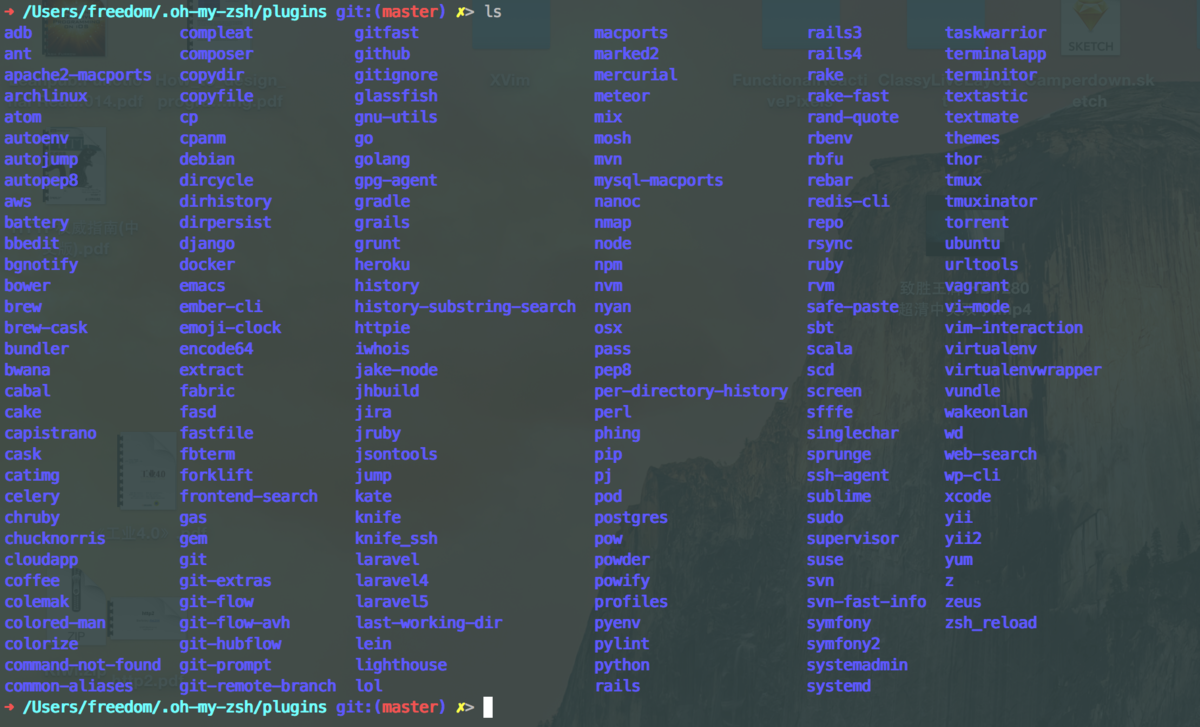 ➜ /Users/freedom/.oh-my-zsh/plugins git:(master) ✗> ls
adb compleat gitfast macports rails3 taskwarrior
ant composer github marked2 rails4 terminalapp
apache2-macports copydir gitignore mercurial rake terminitor
archlinux copyfile glassfish meteor rake-fast textastic
atom cp gnu-utils mix rand-quote textmate
autoenv cpanm go mosh rbenv themes
autojump debian golang mvn rbfu thor
autopep8 dircycle gpg-agent mysql-macports rebar tmux
aws dirhistory gradle nanoc redis-cli tmuxinator
battery dirpersist grails nmap repo torrent
bbedit django grunt node rsync ubuntu
bgnotify docker heroku npm ruby urltools
bower emacs history nvm rvm vagrant
brew ember-cli history-substring-search nyan safe-paste vi-mode
brew-cask emoji-clock httpie osx sbt vim-interaction
bundler encode64 iwhois pass scala virtualenv
bwana extract jake-node pep8 scd virtualenvwrapper
cabal fabric jhbuild per-directory-history screen vundle
cake fasd jira perl sfffe wakeonlan
capistrano fastfile jruby phing singlechar wd
cask fbterm jsontools pip sprunge web-search
catimg forklift jump pj ssh-agent wp-cli
celery frontend-search kate pod sublime xcode
chruby gas knife postgres sudo yii
chucknorris gem knife_ssh pow supervisor yii2
cloudapp git laravel powder suse yum
coffee git-extras laravel4 powify svn z
colemak git-flow laravel5 profiles svn-fast-info zeus
colored-man git-flow-avh last-working-dir pyenv symfony zsh_reload
colorize git-hubflow lein pylint symfony2
command-not-found git-prompt lighthouse python systemadmin
common-aliases git-remote-branch lol rails systemd
➜ /Users/freedom/.oh-my-zsh/plugins git:(master) ✗>
SKETCH
XVim